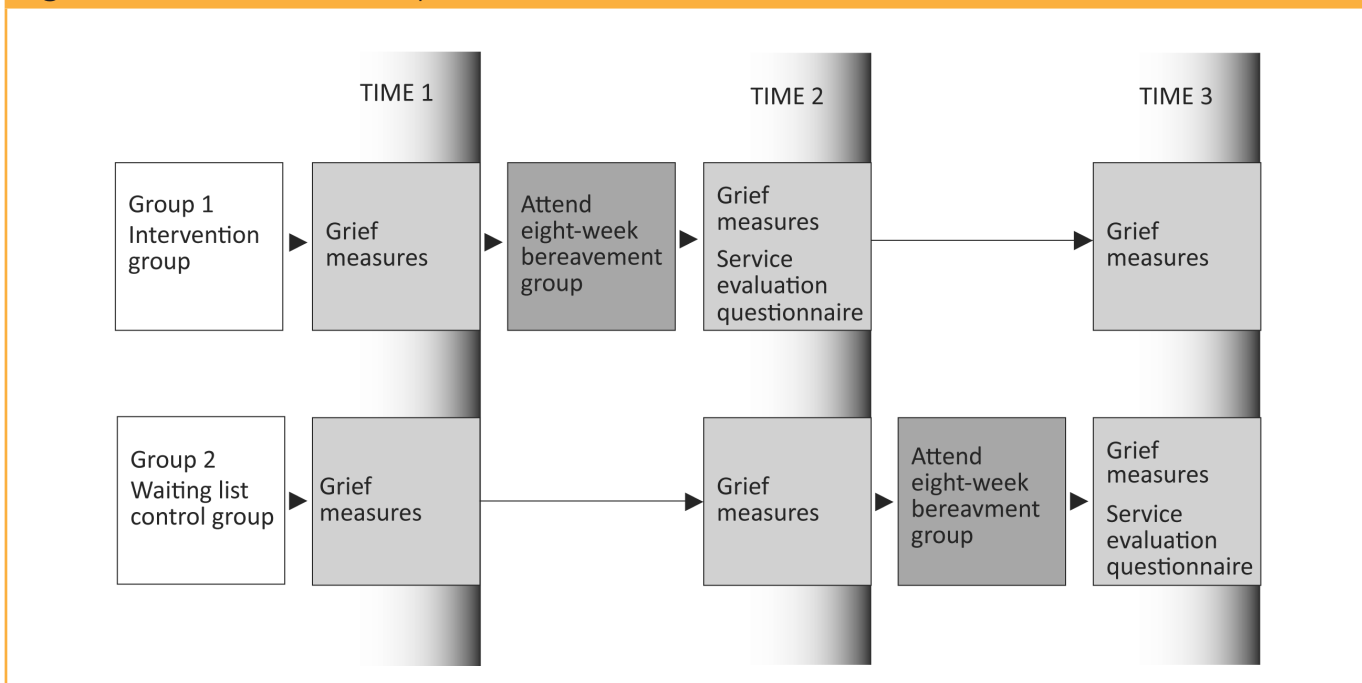 TIME 1
TIME 2
TIME 3
Group 1
Intervention
group
Grief
measures
Attend
eight-week
bereavement
group
Grief
measures
Service
evaluation
questionnaire
Grief
measures
Group 2
Waiting list
control group
Grief
measures
Grief
measures
Attend
eight-week
bereavment
group
Grief
measures
Service
evaluation
questionnaire